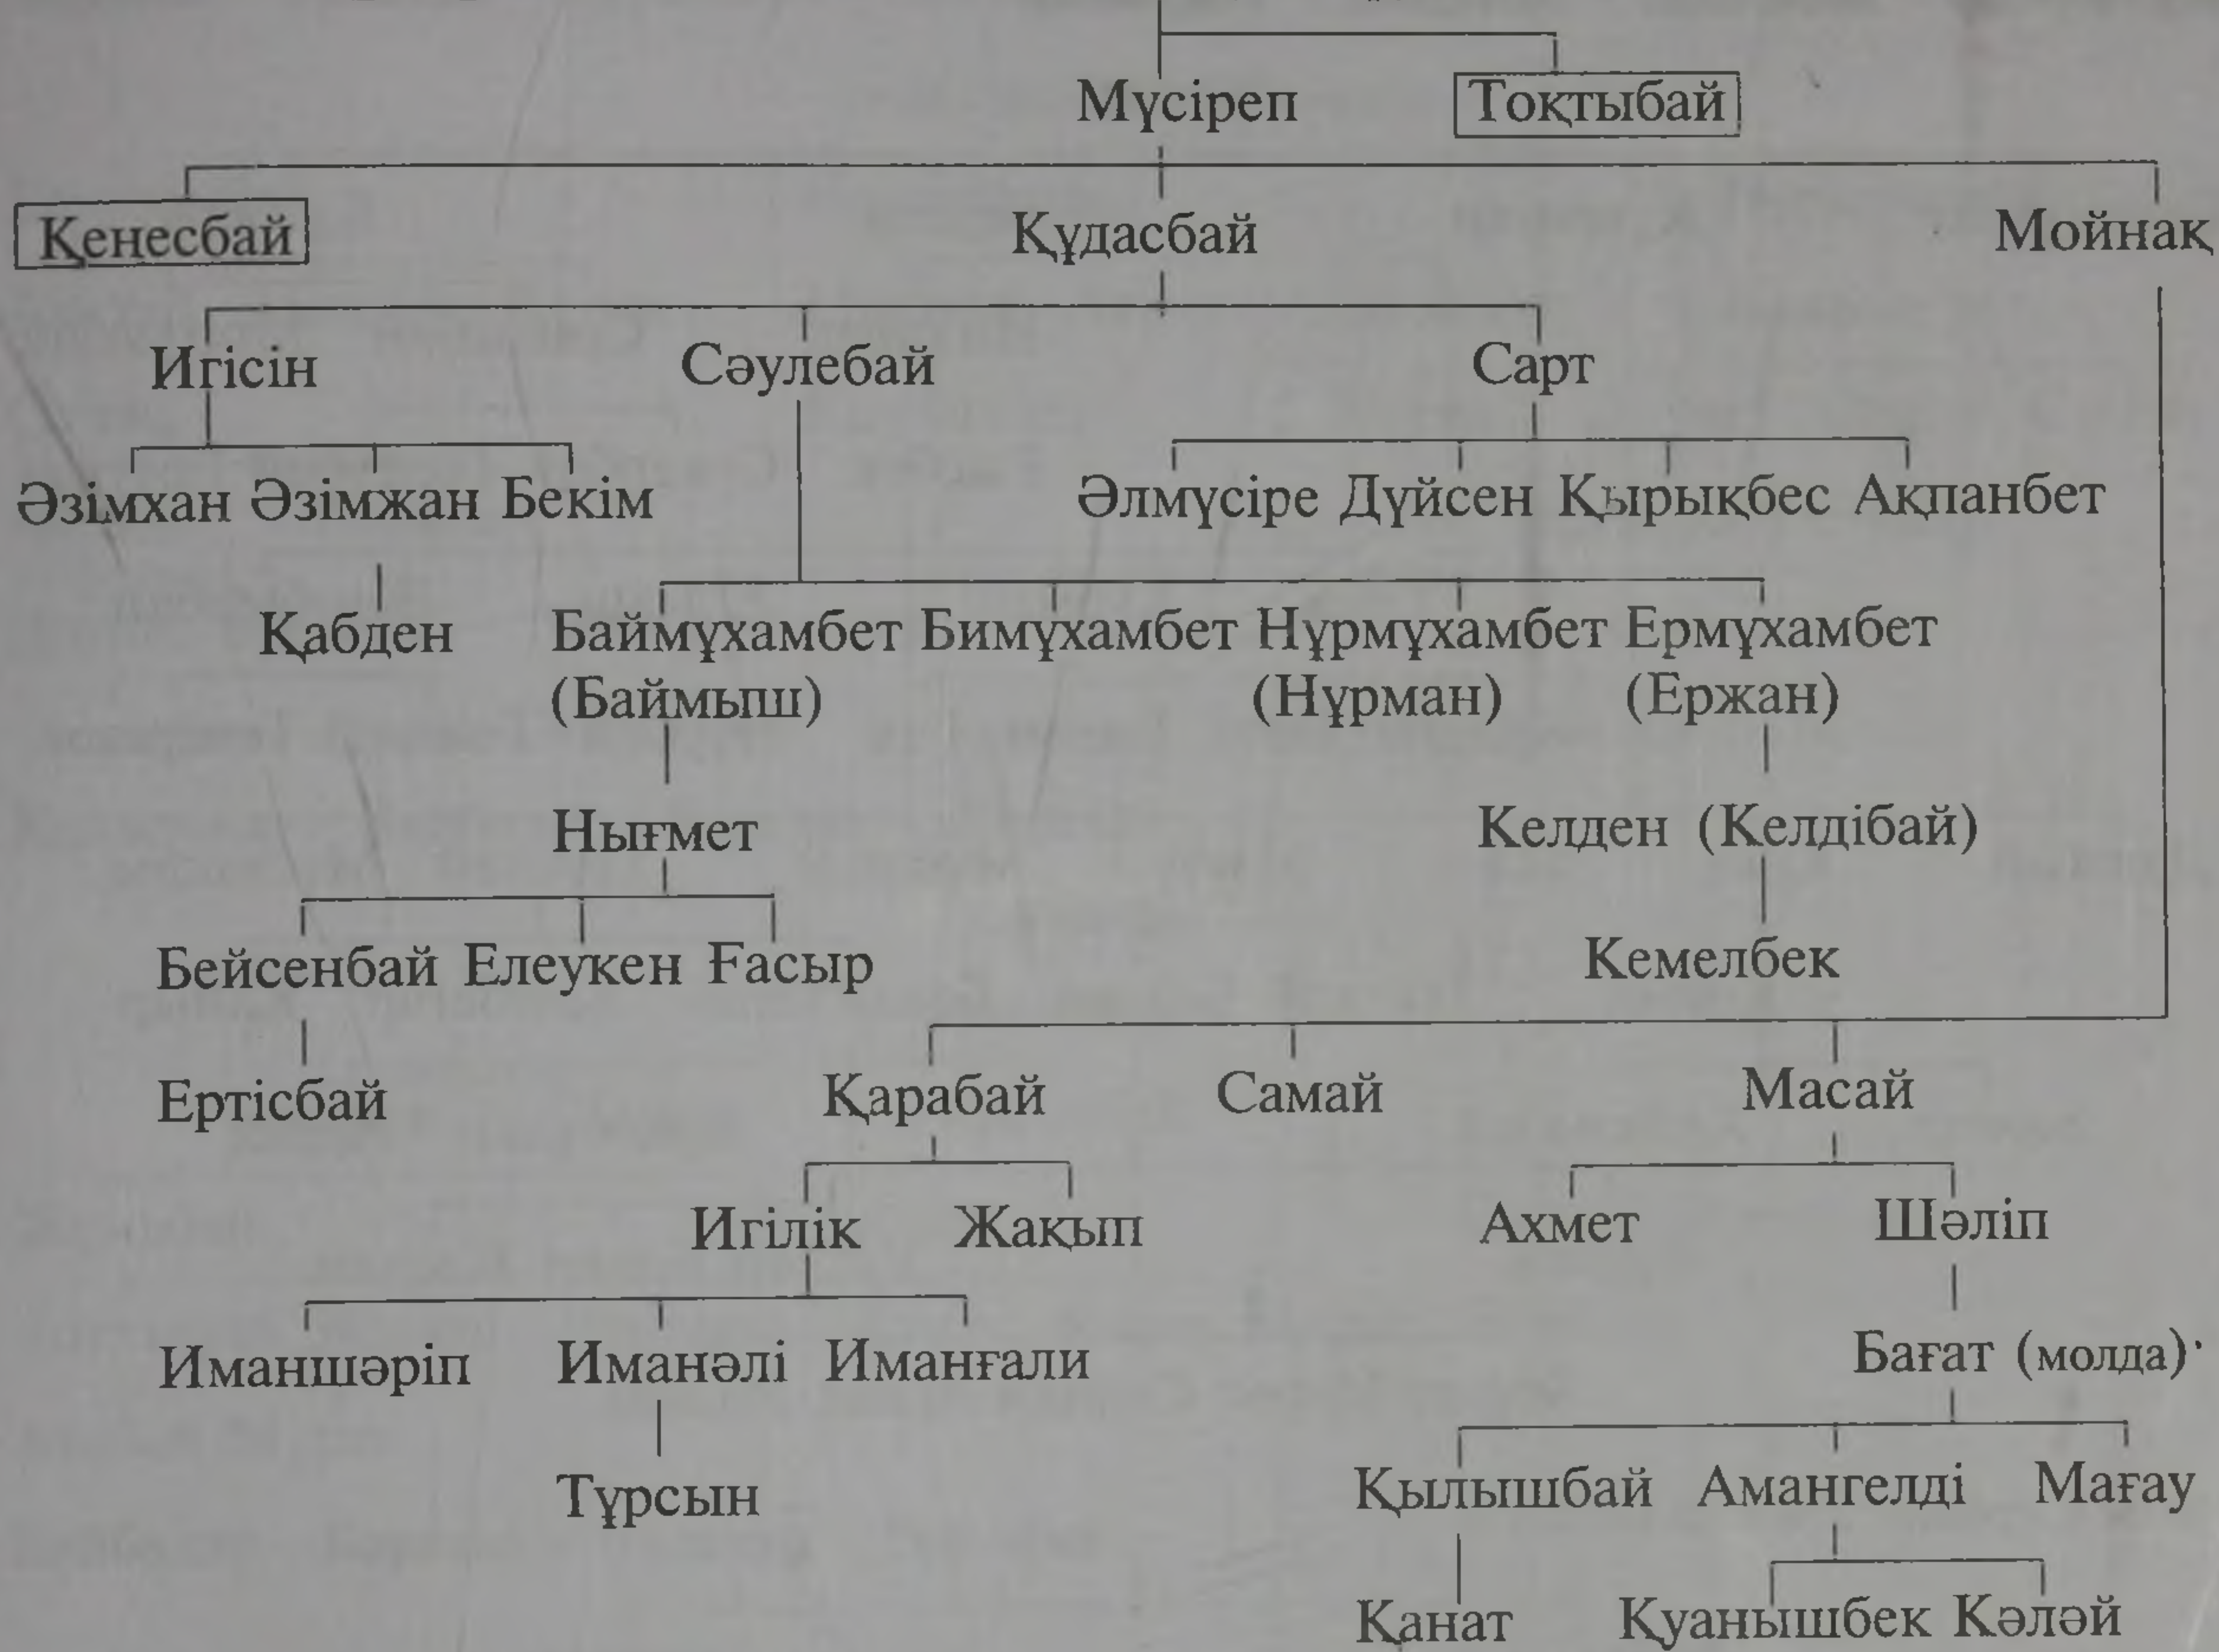 Мүсіреп Тоқтыбай
Қеңесбай Құдасбай Мойнақ
Игісін Сәулебай Сарт
Әзімхан Әзімжан Бекім Әлмүсіре Дүйсен Қырықбес Ақпанбет
Қабден Баймұхамбет Бимұхамбет Нұрмұхамбет Ермұхамбет
(Баймыш) (Нұрман) (Ержан)
Нығмет Келден (Келдібай)
Бейсенбай Елеукен Ғасыр Кемелбек
Ертісбай Қарабай Самай Масай
Игілік Жақып Ахмет Шәліп
Иманшәріп Иманәлі Иманғали Бағат (молда)
Тұрсын Қылышбай Амангелді Мағау
Қанат Қуанышбек Кәләй